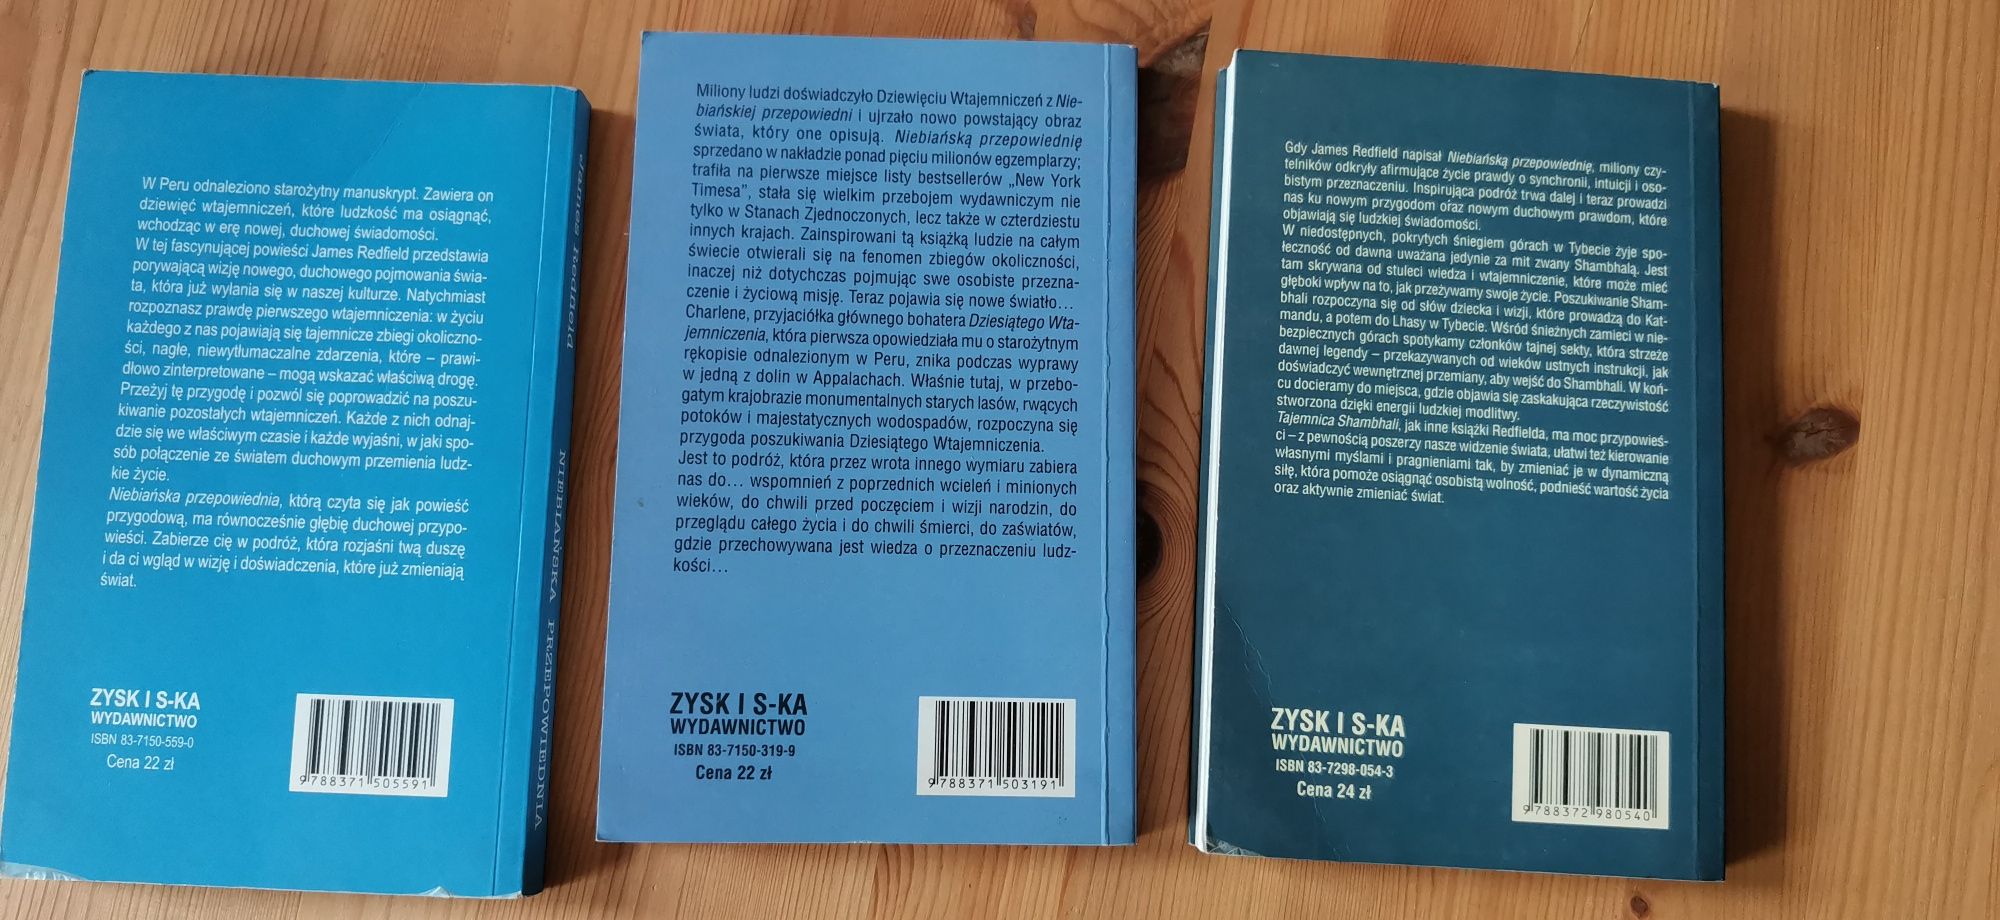 W Peru odnaleziono starożytny manuskrypt. Zawiera on
dziewięć wtajemniczeń, które ludzkość ma osiągnąć,
wchodząc w erę nowej, duchowej świadomości.
W tej fascynującej powieści James Redfield przedstawia
porywającą wizję nowego, duchowego pojmowania świa-
ta, która już wyłania się w naszej kulturze. Natychmiast
rozpoznasz prawdę pierwszego wtajemniczenia: w życiu
każdego z nas pojawiają się tajemnicze zbiegi okoliczno-
ści, nagłe, niewytłumaczalne zdarzenia, które – prawi-
dłowo zinterpretowane – mogą wskazać właściwą drogę.
Przeżyj tę przygodę i pozwól się poprowadzić na poszu-
kiwanie pozostałych wtajemniczeń. Każde z nich odnaj-
dzie się we właściwym czasie i każde wyjaśni, w jaki spo-
sób połączenie ze światem duchowym przemienia ludz-
kie życie.
Niebiańska przepowiednia, którą czyta się jak powieść
przygodową, ma równocześnie głębię duchowej przypo-
wieści. Zabierze cię w podróż, która rozjaśni twą duszę
i da ci wgląd w wizję i doświadczenia, które już zmieniają
świat.
ZYSK I S-KA
WYDAWNICTWO
ISBN 83-7150-559-0
Cena 22 zł
9 788371 505591
James Redfield NIEBIAŃSKA PRZEPOWIEDNIA
Miliony ludzi doświadczyło Dziewięciu Wtajemniczeń z Nie-
biańskiej przepowiedni i ujrzało nowo powstający obraz
świata, który one opisują. Niebiańską przepowiednię
sprzedano w nakładzie ponad pięciu milionów egzemplarzy;
trafiła na pierwsze miejsce listy bestsellerów „New York
Timesa”, stała się wielkim przebojem wydawniczym nie
tylko w Stanach Zjednoczonych, lecz także w czterdziestu
innych krajach. Zainspirowani tą książką ludzie na całym
świecie otwierali się na fenomen zbiegów okoliczności,
inaczej niż dotychczas pojmując swe osobiste przezna-
czenie i życiową misję. Teraz pojawia się nowe światło...
Charlene, przyjaciółka głównego bohatera Dziesiątego Wta-
jemniczenia, która pierwsza opowiedziała mu o starożytnym
rękopisie odnalezionym w Peru, znika podczas wyprawy
w jedną z dolin w Appalachach. Właśnie tutaj, w przebo-
gatym krajobrazie monumentalnych starych lasów, rwących
potoków i majestatycznych wodospadów, rozpoczyna się
przygoda poszukiwania Dziesiątego Wtajemniczenia.
Jest to podróż, która przez wrota innego wymiaru zabiera
nas do... wspomnień z poprzednich wcieleń i minionych
wieków, do chwili przed poczęciem i wizji narodzin, do
przeglądu całego życia i do chwili śmierci, do zaświatów,
gdzie przechowywana jest wiedza o przeznaczeniu ludz-
kości...
ZYSK I S-KA
WYDAWNICTWO
ISBN 83-7150-319-9
Cena 22 zł
9 788371 503191
Gdy James Redfield napisał Niebiańską przepowiednię, miliony czy-
telników odkryły afirmujące życie prawdy o synchronii, intuicji i oso-
bistym przeznaczeniu. Inspirująca podróż trwa dalej i teraz prowadzi
nas ku nowym przygodom oraz nowym duchowym prawdom, które
objawiają się ludzkiej świadomości.
W niedostępnych, pokrytych śniegiem górach w Tybecie żyje spo-
łeczność od dawna uważana jedynie za mit zwany Shambhalą. Jest
tam skrywana od stuleci wiedza i wtajemniczenie, które może mieć
głęboki wpływ na to, jak przeżywamy swoje życie. Poszukiwanie Sham-
bhali rozpoczyna się od słów dziecka i wizji, które prowadzą do Kat-
mandu, a potem do Lhasy w Tybecie. Wśród śnieżnych zamieci w nie-
bezpiecznych górach spotykamy członków tajnej sekty, która strzeże
dawnej legendy – przekazywanych od wieków ustnych instrukcji, jak
doświadczyć wewnętrznej przemiany, aby wejść do Shambhali. W koń-
cu docieramy do miejsca, gdzie objawia się zaskakująca rzeczywistość
stworzona dzięki energii ludzkiej modlitwy.
Tajemnica Shambhali, jak inne książki Redfielda, ma moc przypowieś-
ci – z pewnością poszerzy nasze widzenie świata, ułatwi też kierowanie
własnymi myślami i pragnieniami tak, by zmieniać je w dynamiczną
siłę, która pomoże osiągnąć osobistą wolność, podnieść wartość życia
oraz aktywnie zmieniać świat.
ZYSK I S-KA
WYDAWNICTWO
ISBN 83-7298-054-3
Cena 24 zł
9 788372 980540